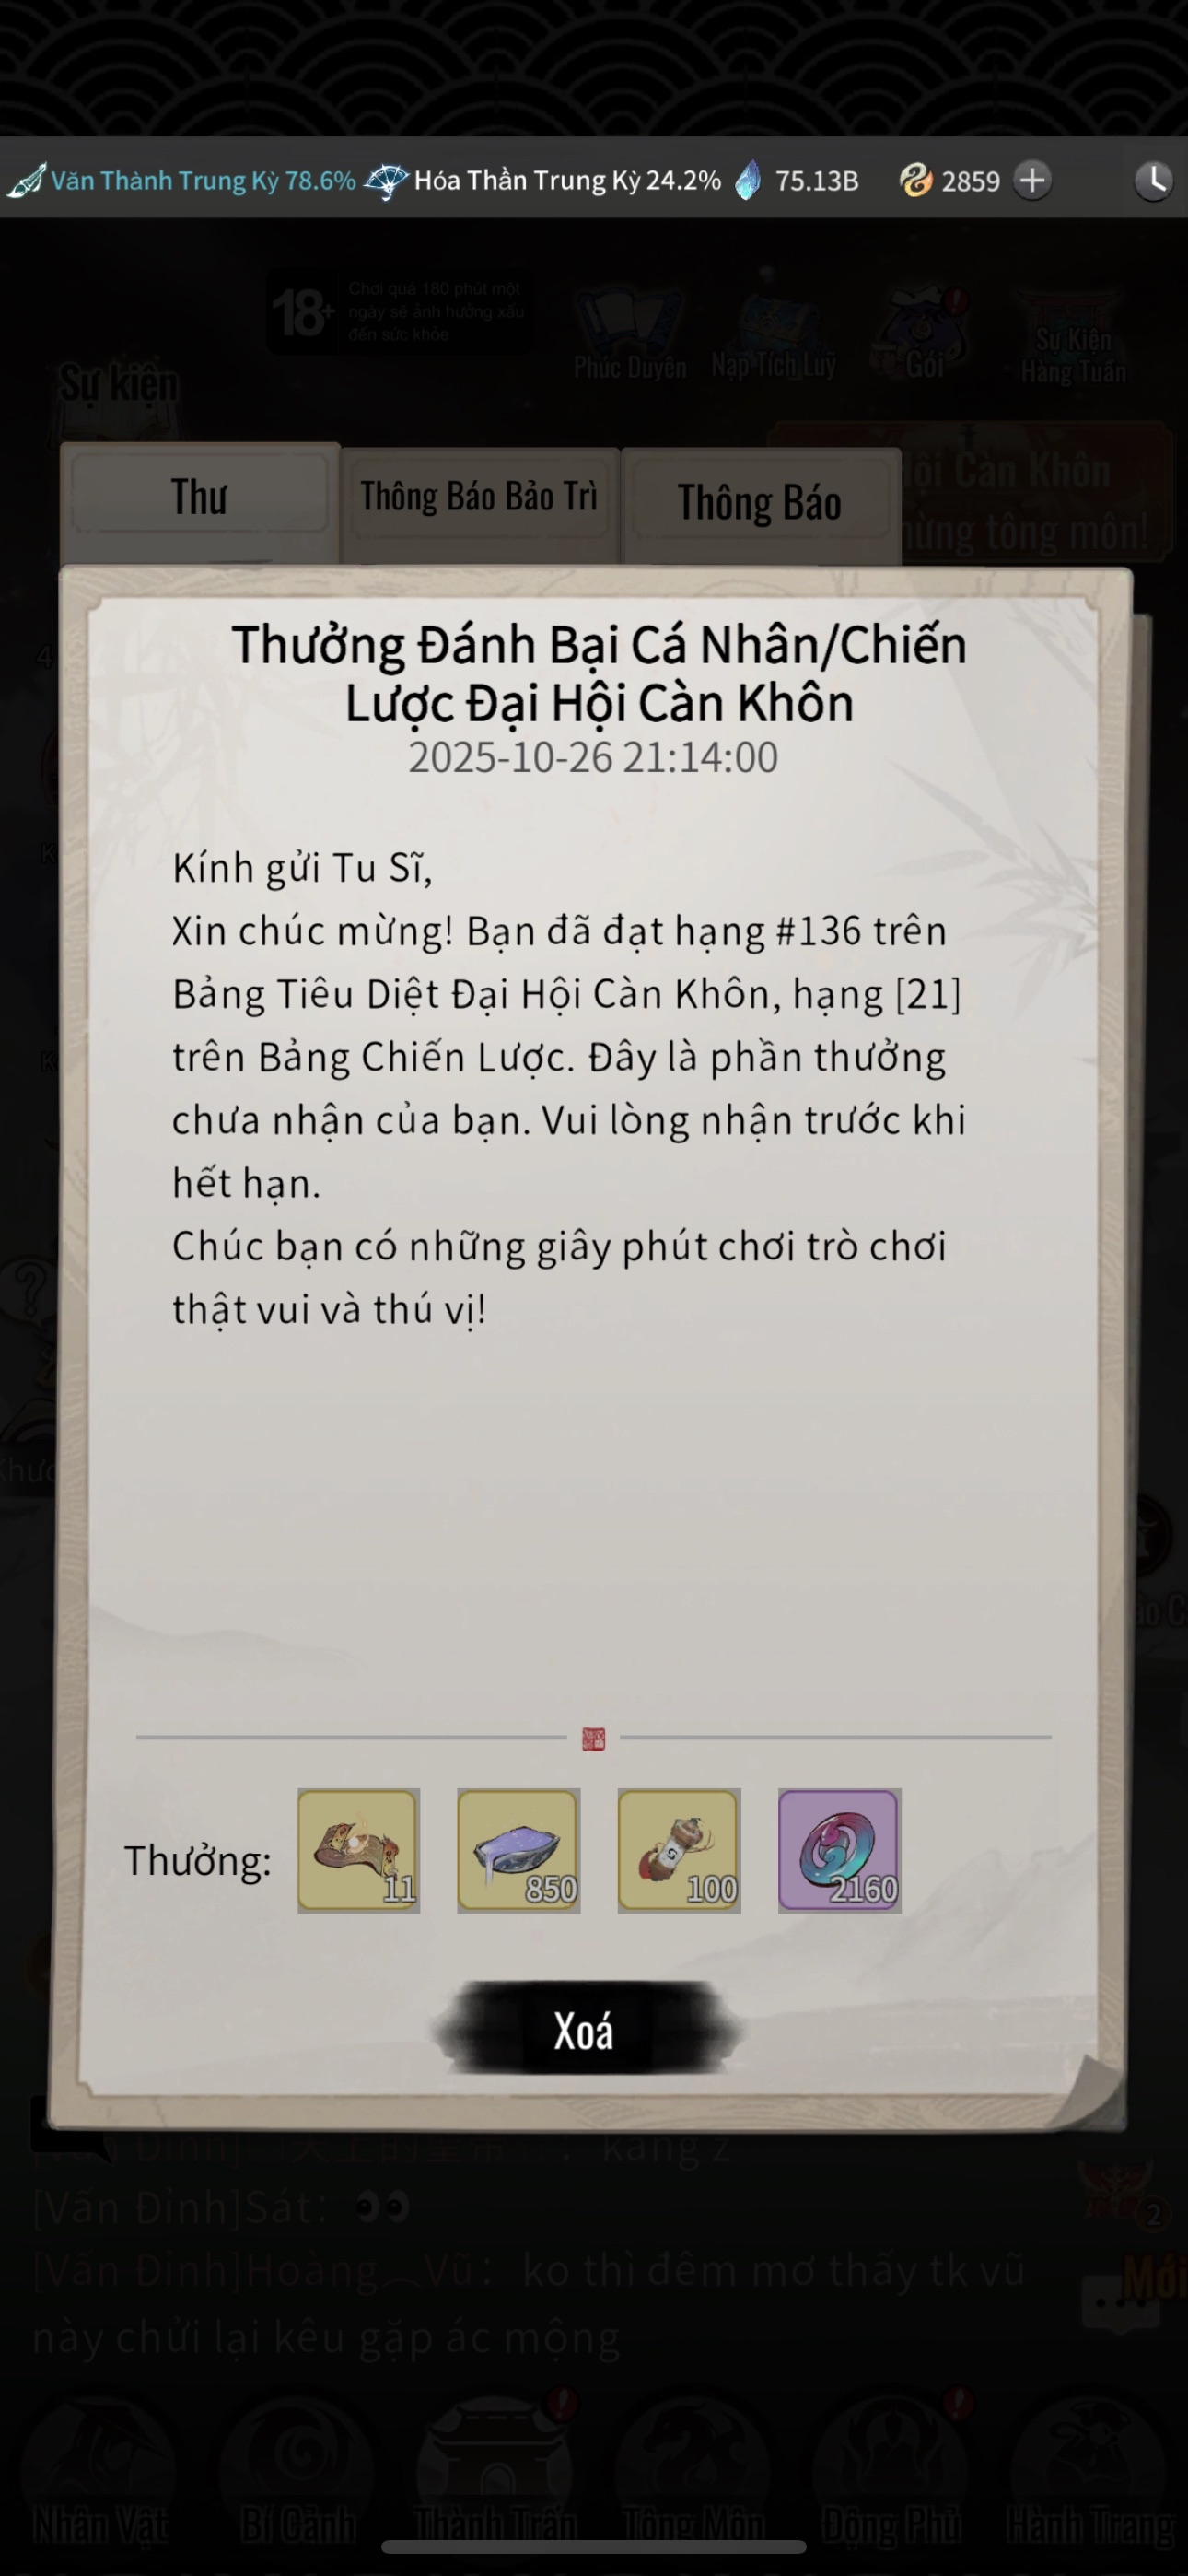 Văn Thành Trung Kỳ 78.6% Hóa Thần Trung Kỳ 24.2% 75.13B 2859
18+
Chơi quá 180 phút một
ngày sẽ ảnh hưởng xấu
đến sức khỏe
Phúc Duyên Nạp Tích Luỹ Gói Sự Kiện
Hàng Tuần
Sự kiện
Thư Thông Báo Bảo Trì Thông Báo
Hội Càn Khôn
tông môn!
Thưởng Đánh Bại Cá Nhân/Chiến
Lược Đại Hội Càn Khôn
2025-10-26 21:14:00
Kính gửi Tu Sĩ,
Xin chúc mừng! Bạn đã đạt hạng #136 trên
Bảng Tiêu Diệt Đại Hội Càn Khôn, hạng [21]
trên Bảng Chiến Lược. Đây là phần thưởng
chưa nhận của bạn. Vui lòng nhận trước khi
hết hạn.
Chúc bạn có những giây phút chơi trò chơi
thật vui và thú vị!
Thưởng: 11 850 100 2160
Xoá
kang z
[Vấn Đỉnh]Sát: 👀
[Vấn Đỉnh]Hoàng︵Vũ: ko thì đêm mơ thấy tk vũ
này chửi lại kêu gặp ác mộng
2
Mới
Nhân Vật Bí Cảnh Thành Trấn Tông Môn Động Phủ Hành Trang